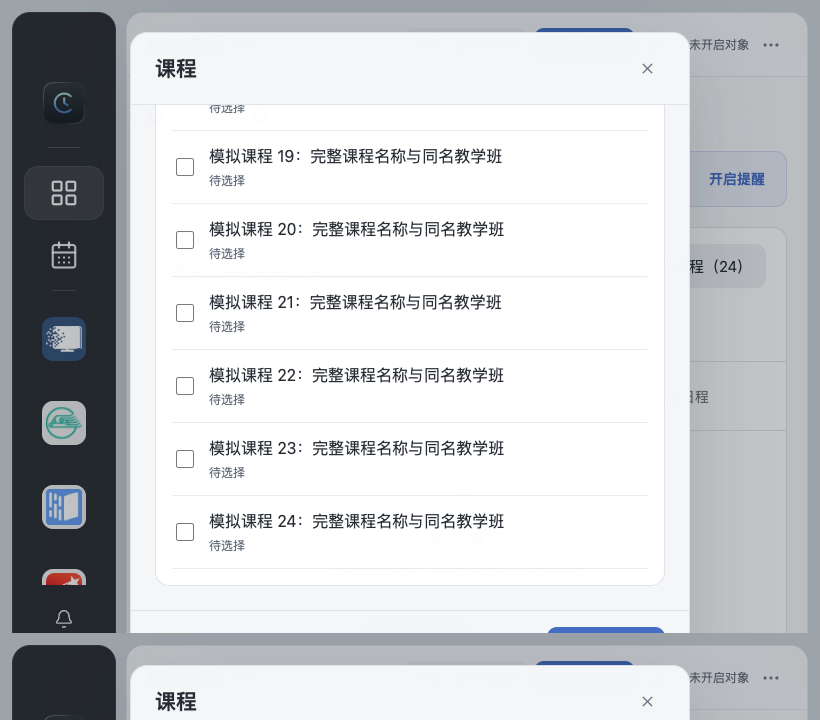 未开启对象
课程
待选择
模拟课程 19：完整课程名称与同名教学班
待选择
开启提醒
模拟课程 20：完整课程名称与同名教学班
待选择
程（24）
模拟课程 21：完整课程名称与同名教学班
待选择
模拟课程 22：完整课程名称与同名教学班
待选择
日程
模拟课程 23：完整课程名称与同名教学班
待选择
模拟课程 24：完整课程名称与同名教学班
待选择
未开启对象
课程